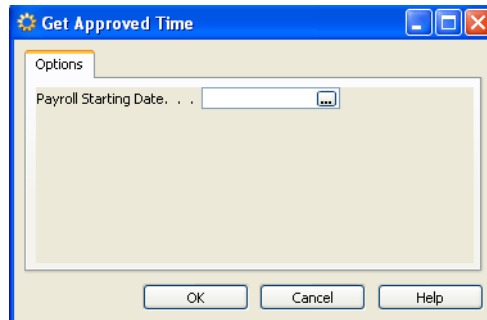 Get Approved Time
Options
Payroll Starting Date. . .
...
OK Cancel Help